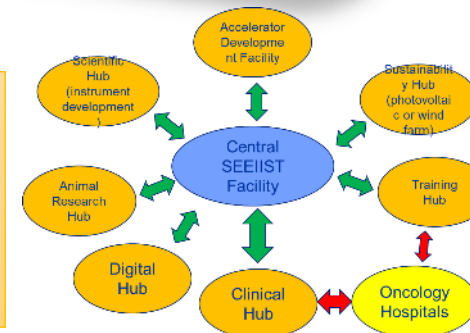 Accelerator
Developme
nt Facility
Scientific
Hub
(instrument
development
)
Sustainabilit
y Hub
(photovoltai
c or wind
farm)
Central
SEEIIST
Facility
Animal
Research
Hub
Training
Hub
Digital
Hub
Clinical
Hub
Oncology
Hospitals